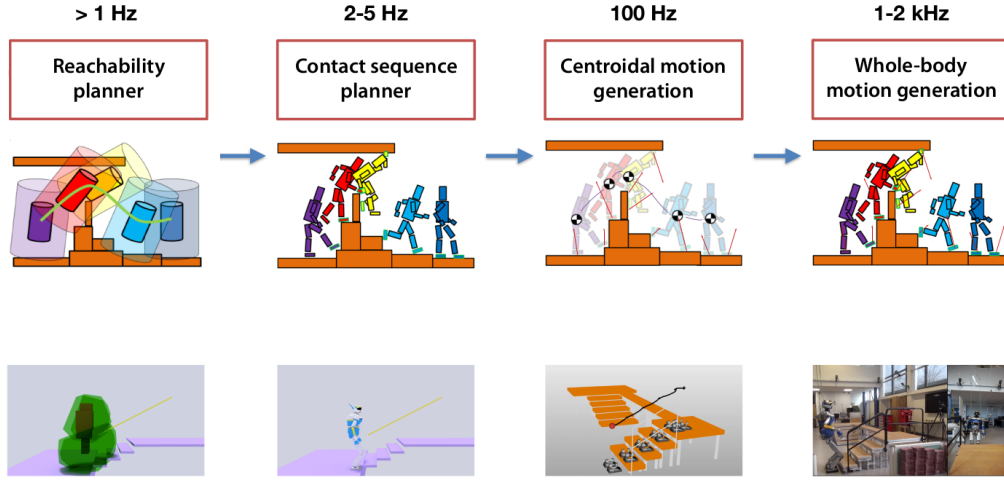 > 1 Hz
2-5 Hz
100 Hz
1-2 kHz
Reachability
planner
Contact sequence
planner
Centroidal motion
generation
Whole-body
motion generation